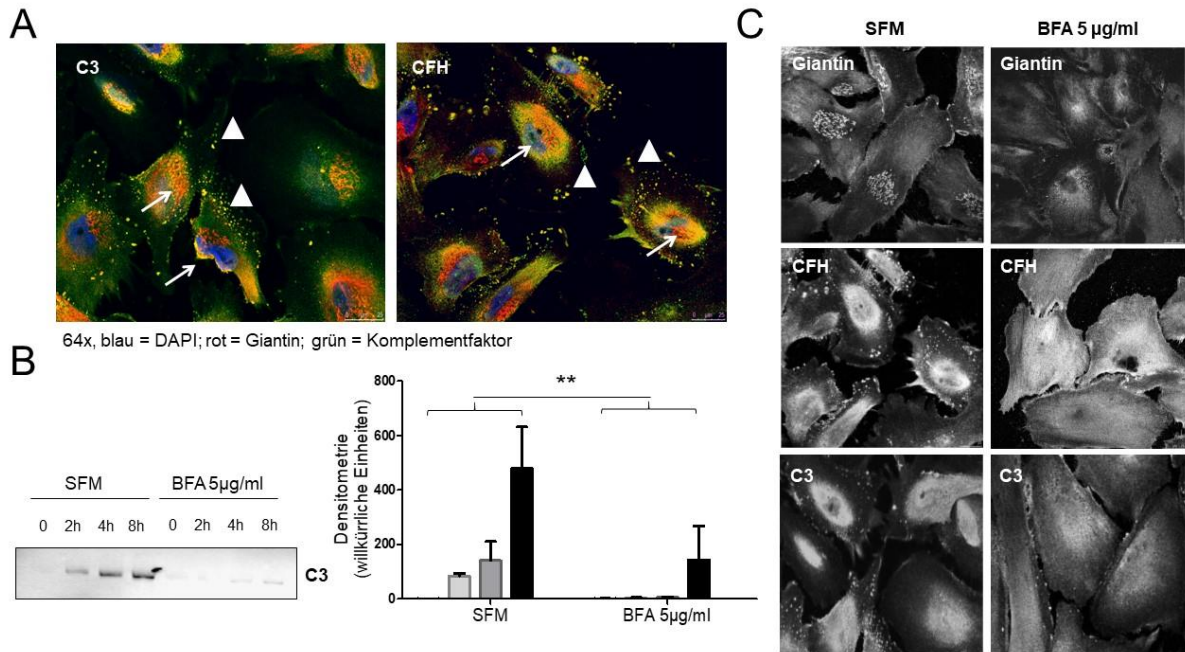 A
C3
CFH
64x, blau = DAPI; rot = Giantin; grün = Komplementfaktor
B
SFM BFA 5µg/ml
0 2h 4h 8h 0 2h 4h 8h
C3
Densitometrie
(willkürrliche Einheiten)
800
600
400
200
0
**
SFM BFA 5µg/ml
C
SFM BFA 5 µg/ml
Giantin Giantin
CFH CFH
C3 C3